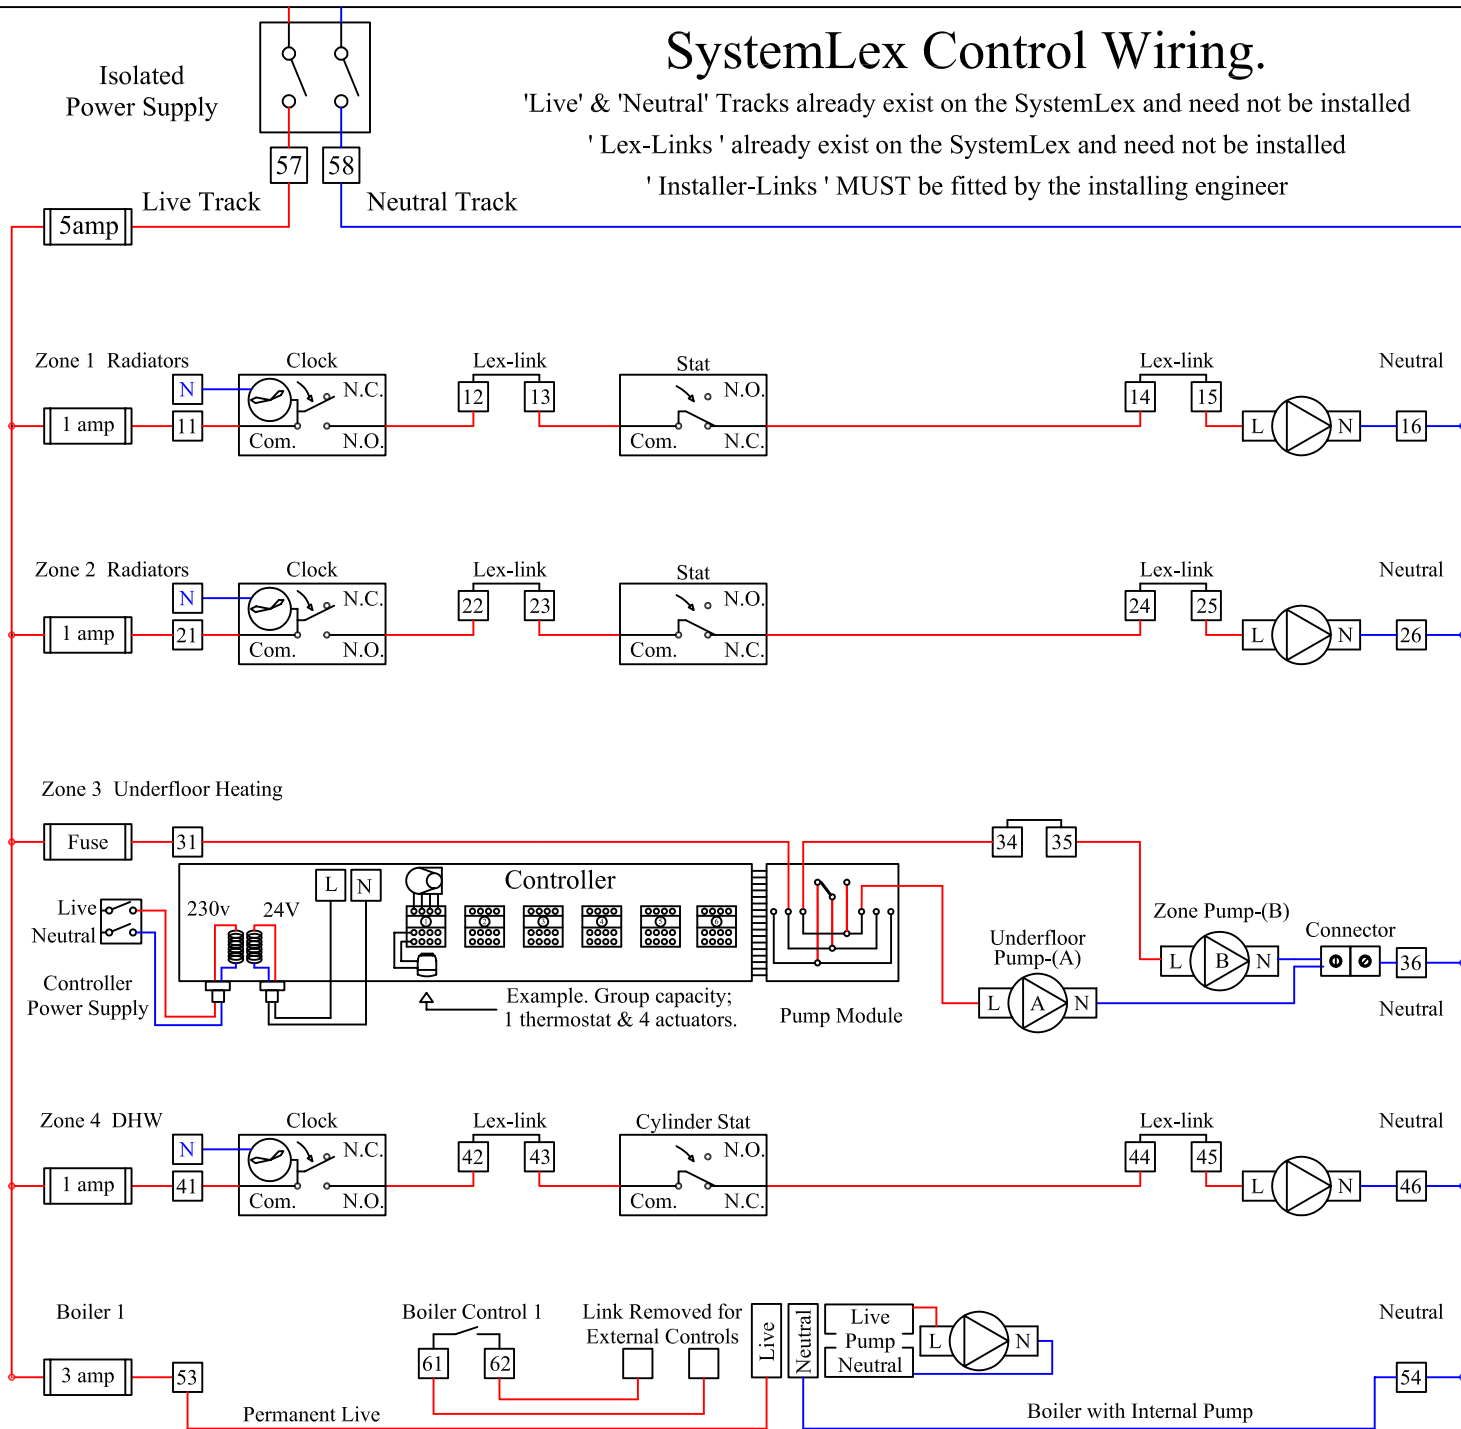 SystemLex Control Wiring.
'Live' & 'Neutral' Tracks already exist on the SystemLex and need not be installed
' Lex-Links ' already exist on the SystemLex and need not be installed
' Installer-Links ' MUST be fitted by the installing engineer
Isolated
Power Supply
57 58
Live Track Neutral Track
5amp
Zone 1 Radiators Clock Lex-link Stat Lex-link Neutral
N N.C. 12 13 N.O. 14 15
1 amp 11 Com. N.O. Com. N.C. L N 16
Zone 2 Radiators Clock Lex-link Stat Lex-link Neutral
N N.C. 22 23 N.O. 24 25
1 amp 21 Com. N.O. Com. N.C. L N 26
Zone 3 Underfloor Heating
Fuse 31 34 35
L N Controller
Live 230v 24V 1 2 3 4 5 6
Neutral
Controller
Power Supply
Example. Group capacity;
1 thermostat & 4 actuators.
Pump Module
Underfloor
Pump-(A)
L A N
Zone Pump-(B)
L B N
Connector
36
Neutral
Zone 4 DHW Clock Lex-link Cylinder Stat Lex-link Neutral
N N.C. 42 43 N.O. 44 45
1 amp 41 Com. N.O. Com. N.C. L N 46
Boiler 1 Boiler Control 1 Link Removed for
External Controls
Live Neutral
Live
Pump
Neutral
L N
Neutral
3 amp 53 61 62 54
Permanent Live Boiler with Internal Pump